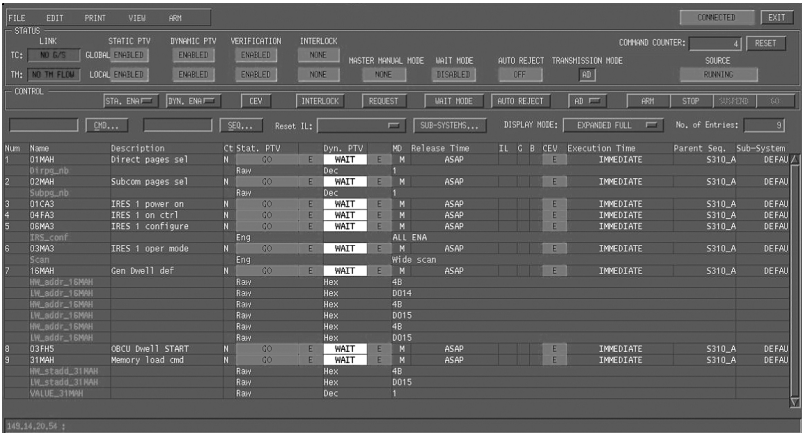 FILE EDIT PRINT VIEW ARM CONNECTED EXIT
STATUS
LINK STATIC PTV DYNAMIC PTV VERIFICATION INTERLOCK
COMMAND COUNTER: 4 RESET
TC: NO G/S GLOBAL ENABLED ENABLED ENABLED NONE
MASTER MANUAL MODE WAIT MODE AUTO REJECT TRANSMISSION MODE SOURCE
TM: NO TM FLOW LOCAL ENABLED ENABLED ENABLED NONE NONE DISABLED OFF AD RUNNING
CONTROL
STA. ENA DYN. ENA CEV INTERLOCK REQUEST WAIT MODE AUTO REJECT AD ARM STOP SUSPEND GO
CMD... SEQ... Reset IL: SUB-SYSTEMS... DISPLAY MODE: EXPANDED FULL No. of Entries: 9
Num Name Description Ct Stat. PTV Dyn. PTV MD Release Time IL G B CEV Execution Time Parent Seq. Sub-System
1 01MAH Direct pages sel N GO E WAIT E M ASAP E IMMEDIATE S310_A DEFAU
Dirpg_nb Raw Dec 1
2 02MAH Subcom pages sel N GO E WAIT E M ASAP E IMMEDIATE S310_A DEFAU
Subpg_nb Raw Dec 1
3 01CA3 IRES 1 power on N GO E WAIT E M ASAP E IMMEDIATE S310_A DEFAU
4 04FA3 IRES 1 on ctrl N GO E WAIT E M ASAP E IMMEDIATE S310_A DEFAU
5 06MA3 IRES 1 configure N GO E WAIT E M ASAP E IMMEDIATE S310_A DEFAU
IRS_conf Eng ALL ENA
6 03MA3 IRES 1 oper mode N GO E WAIT E M ASAP E IMMEDIATE S310_A DEFAU
Scan Eng Wide scan
7 16MAH Gen Dwell def N GO E WAIT E M ASAP E IMMEDIATE S310_A DEFAU
HW_addr_16MAH Raw Hex 4B
LW_addr_16MAH Raw Hex D014
HW_addr_16MAH Raw Hex 4B
LW_addr_16MAH Raw Hex D015
HW_addr_16MAH Raw Hex 4B
LW_addr_16MAH Raw Hex D015
8 03FH5 OBCU Dwell START N GO E WAIT E M ASAP E IMMEDIATE S310_A DEFAU
9 31MAH Memory load cmd N GO E WAIT E M ASAP E IMMEDIATE S310_A DEFAU
HW_stadd_31MAH Raw Hex 4B
LW_stadd_31MAH Raw Hex D015
VALUE_31MAH Raw Dec 1
149.14.20.54 :